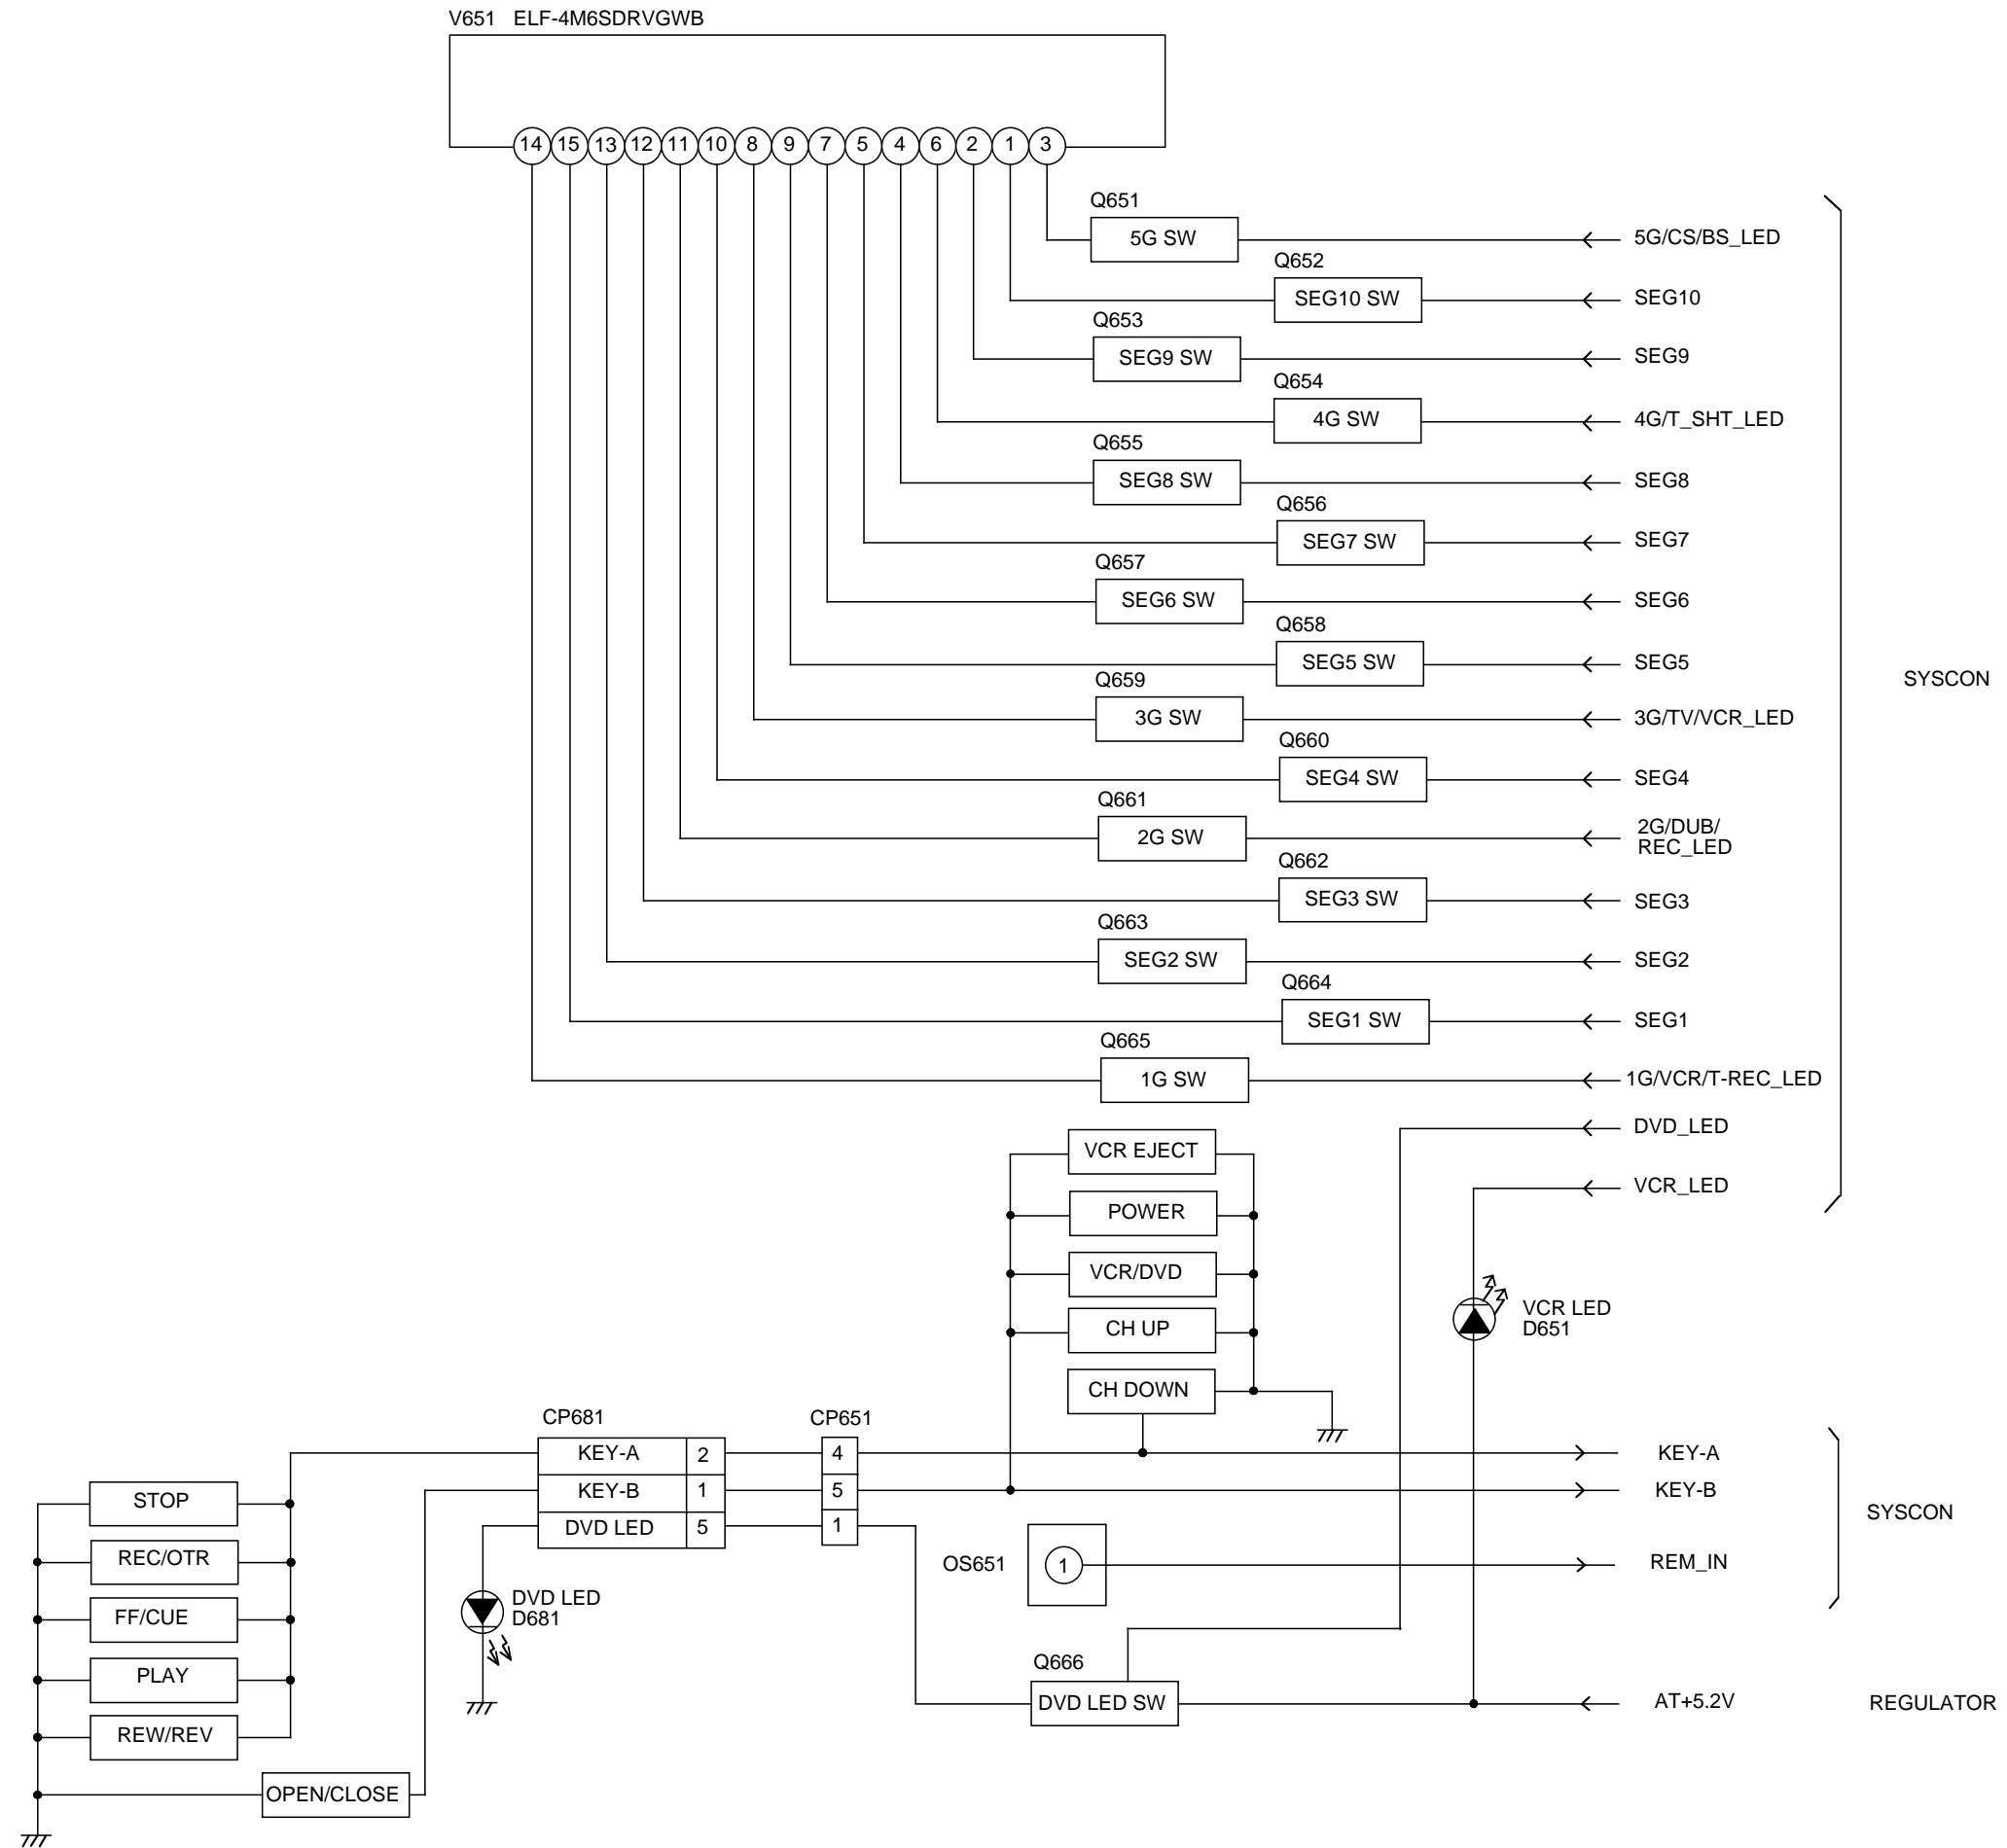 V651 ELF-4M6SDRVGWB
14 15 13 12 11 10 8 9 7 5 4 6 2 1 3
Q651
5G SW
5G/CS/BS_LED
Q652
SEG10 SW
SEG10
Q653
SEG9 SW
SEG9
Q654
4G SW
4G/T_SHT_LED
Q655
SEG8 SW
SEG8
Q656
SEG7 SW
SEG7
Q657
SEG6 SW
SEG6
Q658
SEG5 SW
SEG5
SYSCON
Q659
3G SW
3G/TV/VCR_LED
Q660
SEG4 SW
SEG4
Q661
2G SW
2G/DUB/
REC_LED
Q662
SEG3 SW
SEG3
Q663
SEG2 SW
SEG2
Q664
SEG1 SW
SEG1
Q665
1G SW
1G/VCR/T-REC_LED
DVD_LED
VCR EJECT
VCR_LED
POWER
VCR/DVD
CH UP
VCR LED
D651
CH DOWN
CP681
CP651
KEY-A 2 4 KEY-A
KEY-B 1 5 KEY-B
DVD LED 5 1
SYSCON
STOP
REC/OTR
FF/CUE
PLAY
REW/REV
OPEN/CLOSE
DVD LED
D681
OS651
1
REM_IN
Q666
DVD LED SW
AT+5.2V
REGULATOR